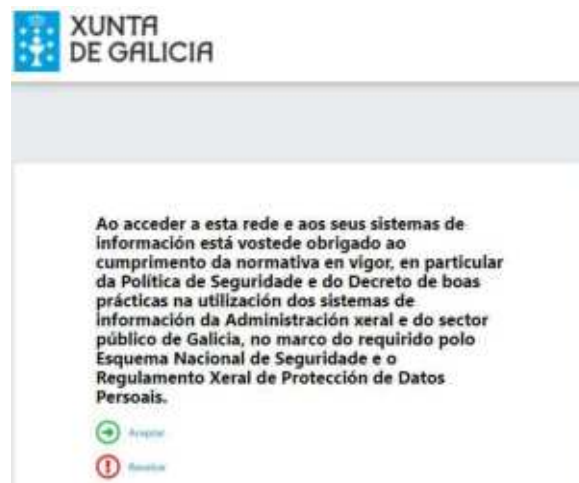 XUNTA
DE GALICIA
Ao acceder a esta rede e aos seus sistemas de
información está vostede obrigado ao
cumprimento da normativa en vigor, en particular
da Política de Seguridade e do Decreto de boas
prácticas na utilización dos sistemas de
información da Administración xeral e do sector
público de Galicia, no marco do requirido polo
Esquema Nacional de Seguridade e o
Regulamento Xeral de Protección de Datos
Persoais.
Aceptar